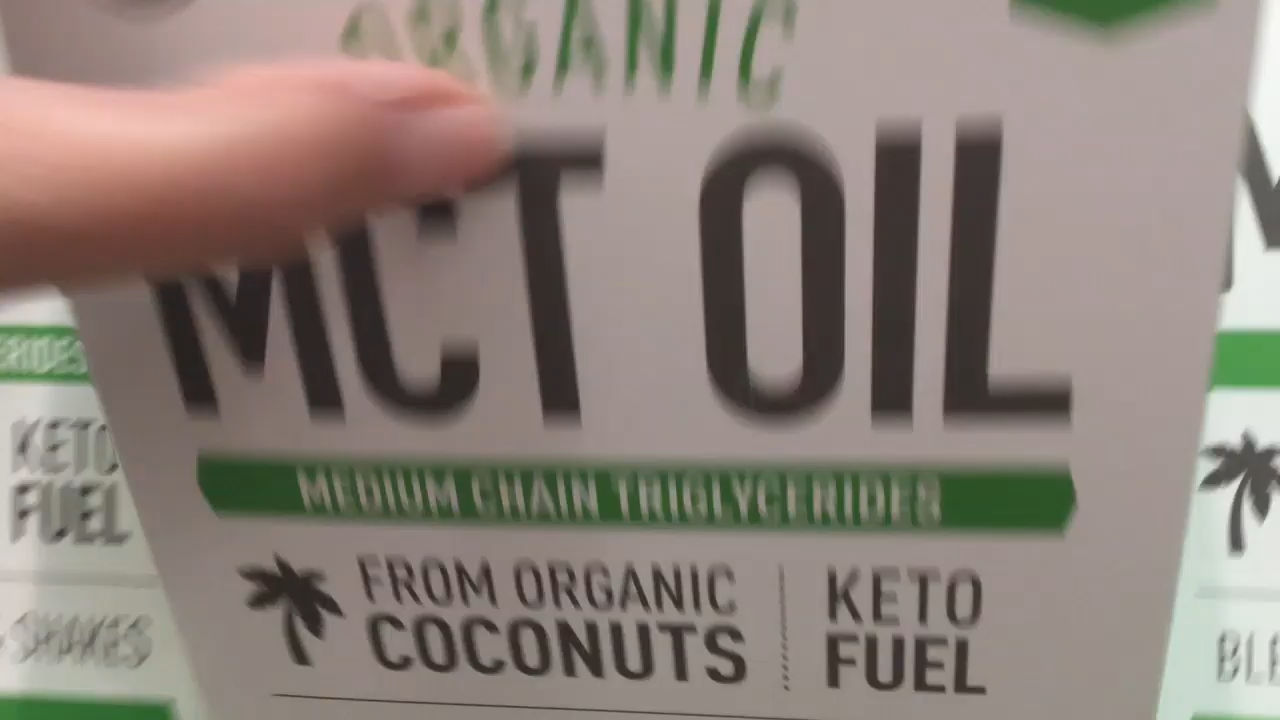 ORGANIC
MCT OIL
MEDIUM CHAIN TRIGLYCERIDES
FROM ORGANIC
COCONUTS
KETO
FUEL
KETO
FUEL
SHAKES